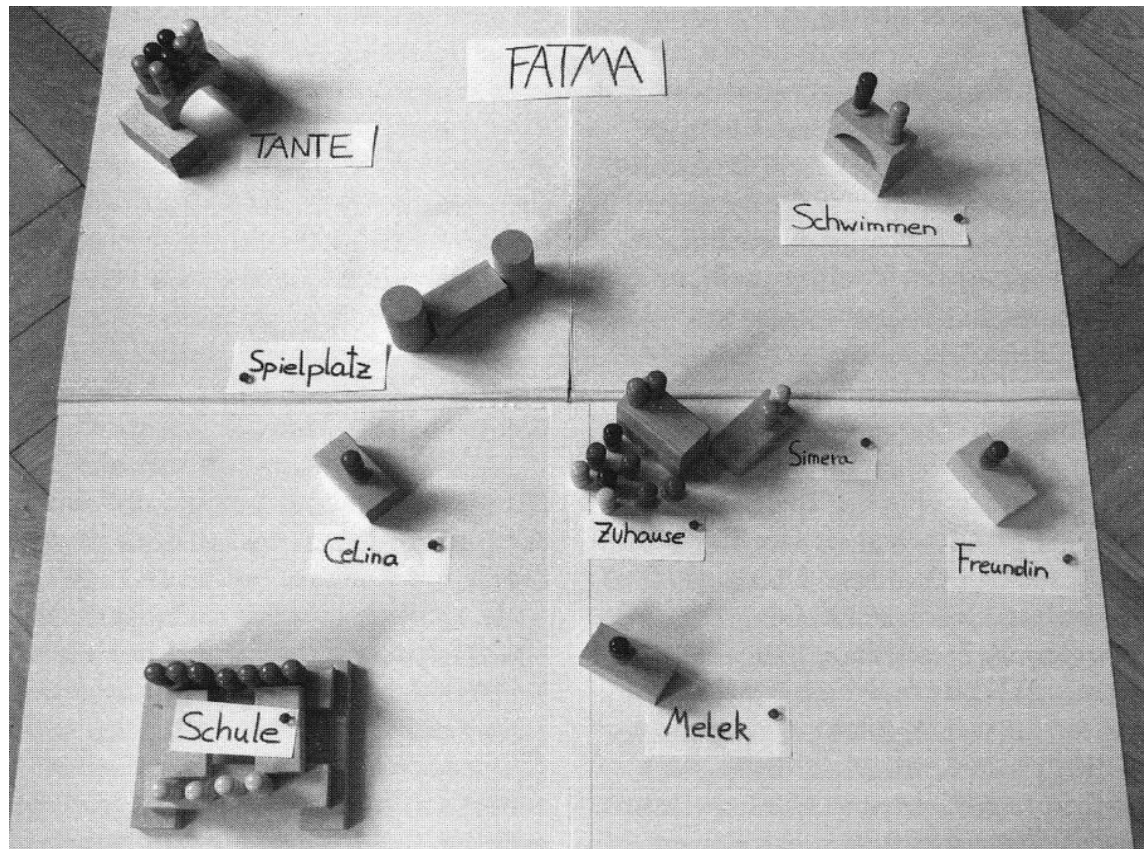 FATMA
TANTE
Schwimmen
Spielplatz
Simera
Zuhause
Celina
Freundin
Schule
Melek